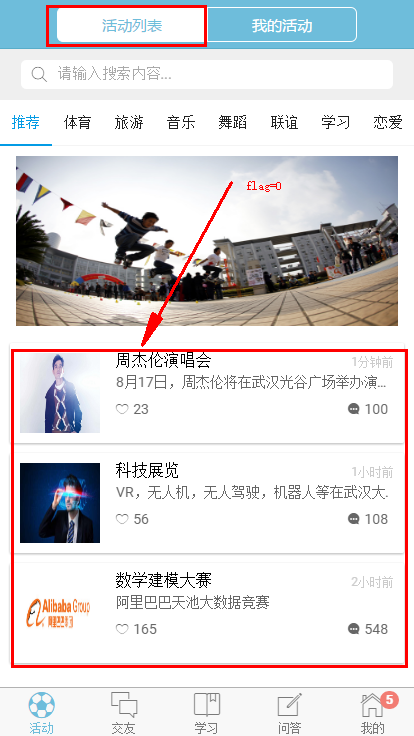 活动列表 我的活动
请输入搜索内容...
推荐 体育 旅游 音乐 舞蹈 联谊 学习 恋爱
flag=0
周杰伦演唱会 1分钟前
8月17日，周杰伦将在武汉光谷广场举办演...
23 100
科技展览 1小时前
VR，无人机，无人驾驶，机器人等在武汉大.
56 108
数学建模大赛 2小时前
Alibaba Group
阿里巴巴天池大数据竞赛
165 548
5
活动 交友 学习 问答 我的